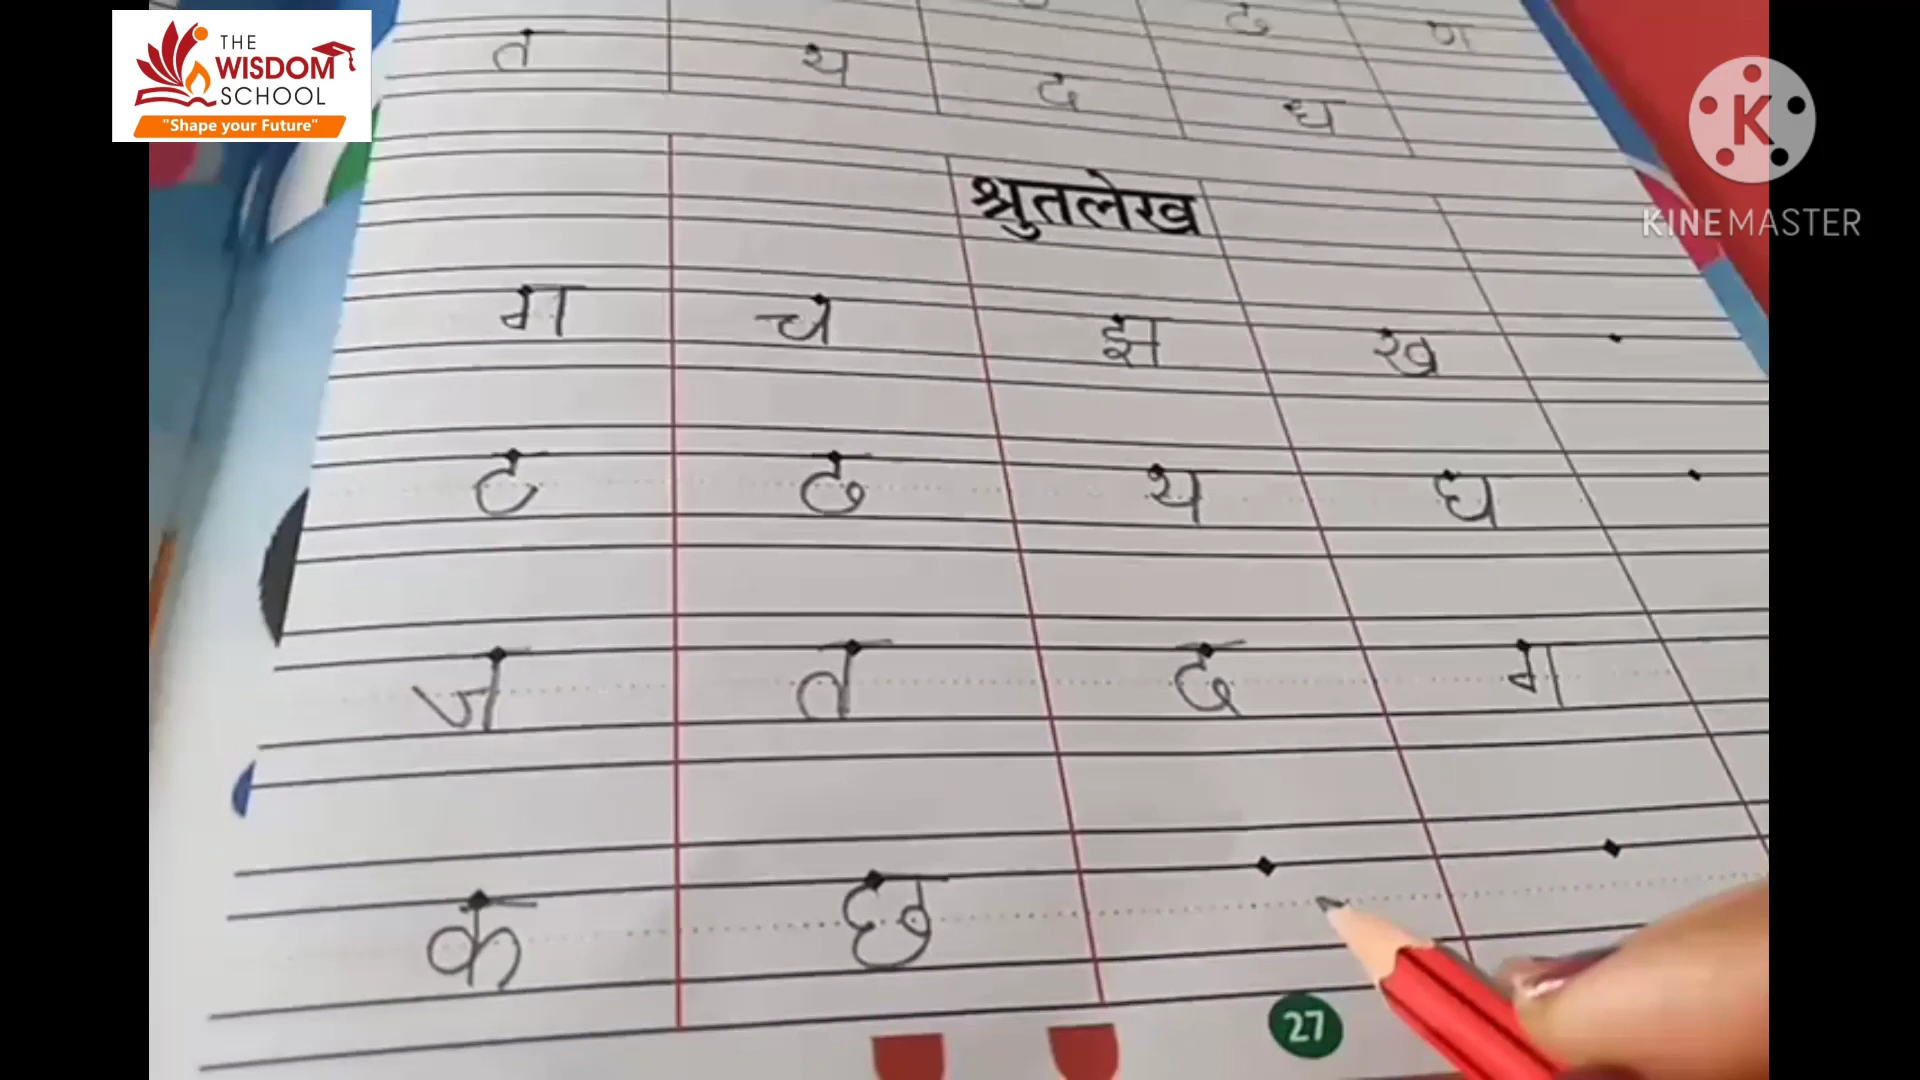 THE
WISDOM
SCHOOL
"Shape your Future"
K
KINEMASTER
त थ द ध
श्रुतलेख
ग च झ ख
ट ढ थ ध
ज त द ग
क छ
27